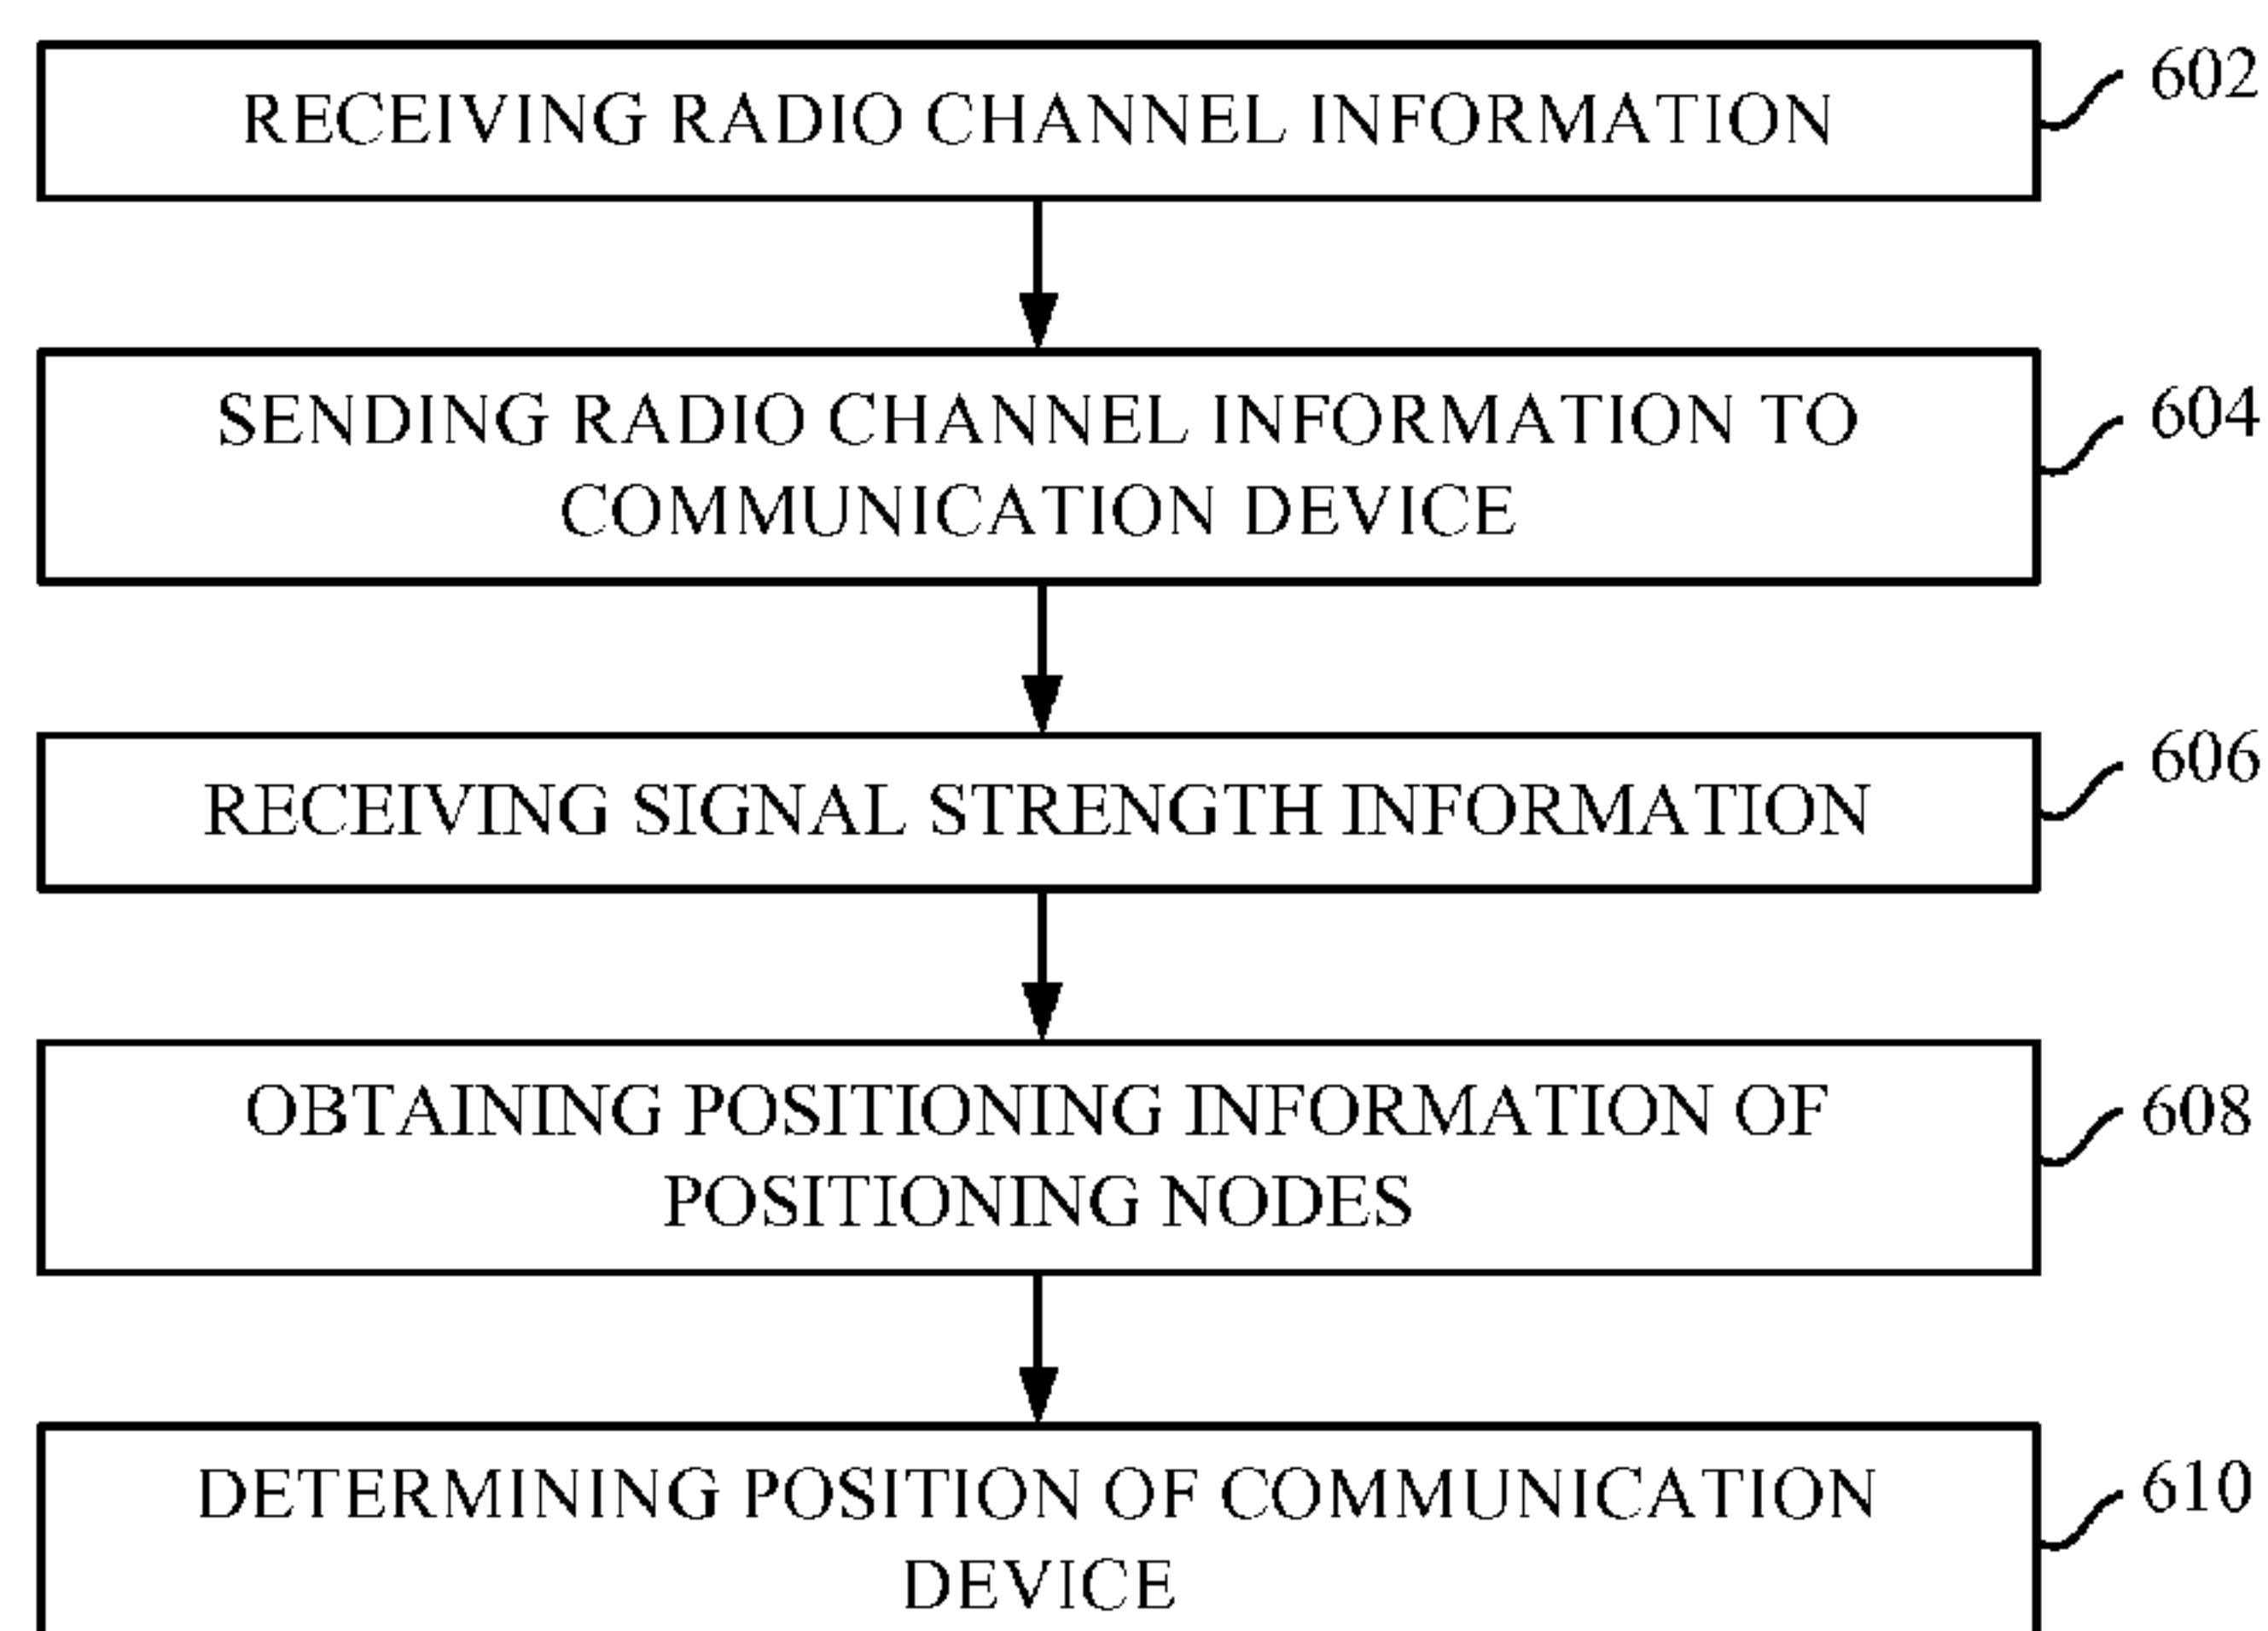 RECEIVING RADIO CHANNEL INFORMATION
602
SENDING RADIO CHANNEL INFORMATION TO
COMMUNICATION DEVICE
604
RECEIVING SIGNAL STRENGTH INFORMATION
606
OBTAINING POSITIONING INFORMATION OF
POSITIONING NODES
608
DETERMINING POSITION OF COMMUNICATION
DEVICE
610